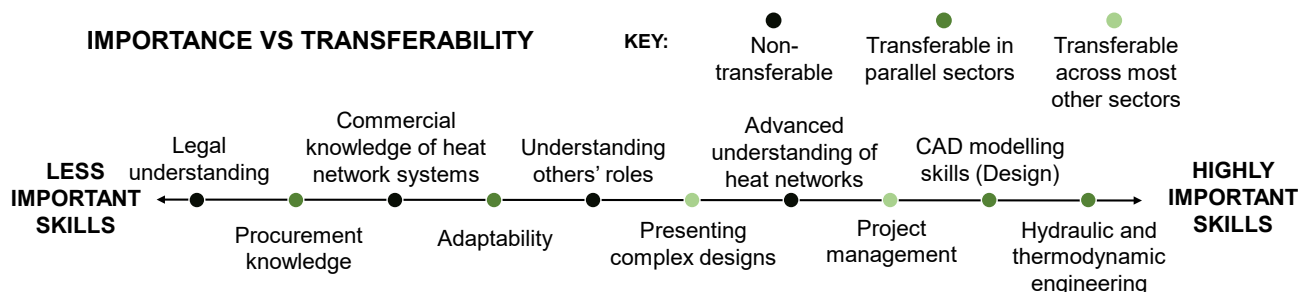 IMPORTANCE VS TRANSFERABILITY
KEY:
Non-
transferable
Transferable in
parallel sectors
Transferable
across most
other sectors
LESS
IMPORTANT
SKILLS
Legal
understanding
Procurement
knowledge
Commercial
knowledge of heat
network systems
Adaptability
Understanding
others’ roles
Presenting
complex designs
Advanced
understanding of
heat networks
Project
management
CAD modelling
skills (Design)
Hydraulic and
thermodynamic
engineering
HIGHLY
IMPORTANT
SKILLS